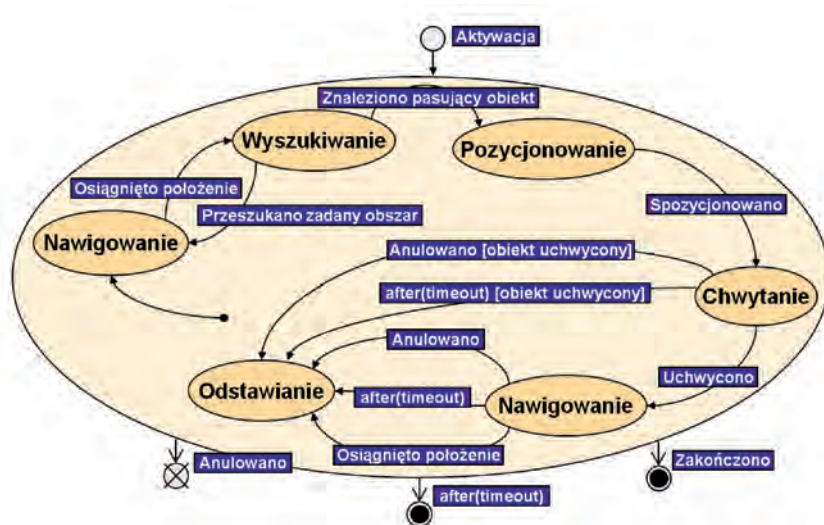 Aktywacja
Znaleziono pasujący obiekt
Wyszukiwanie
Pozycjonowanie
Osiągnięto położenie
Spozycjonowano
Przeszukano zadany obszar
Nawigowanie
Anulowano [obiekt uchwycony]
after(timeout) [obiekt uchwycony]
Chwytanie
Anulowano
Uchwycono
Odstawianie
after(timeout)
Nawigowanie
Osiągnięto położenie
Anulowano
Zakończono
after(timeout)